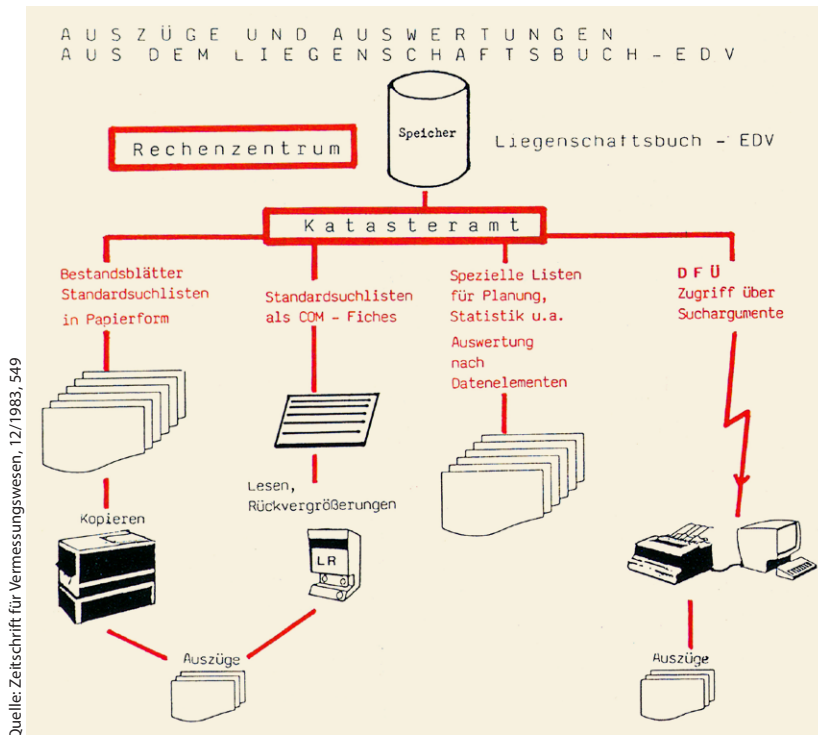 AUSZÜGE UND AUSWERTUNGEN
AUS DEM LIEGENSCHAFTSBUCH-EDV
Speicher
Rechenzentrum
Liegenschaftsbuch - EDV
Katasteramt
Bestandsblätter
Standardsuchlisten
in Papierform
Standardsuchlisten
als COM - Fiches
Spezielle Listen
für Planung,
Statistik u.a.
Auswertung
nach
Datenelementen
DFÜ
Zugriff über
Suchargumente
Kopieren
Lesen,
Rückvergrößerungen
LR
Auszüge
Auszüge
Quelle: Zeitschrift für Vermessungswesen, 12/1983, 549